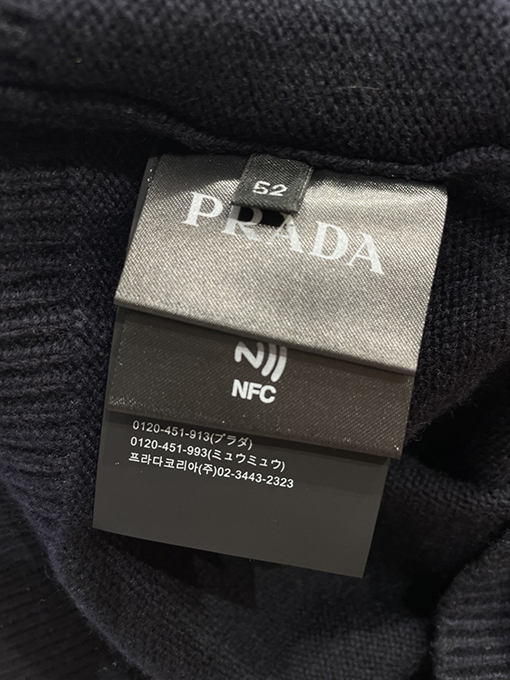 52
PRADA
NFC
0120-451-913(プラダ)
0120-451-993(ミュウミュウ)
프라다코리아(주)02-3443-2323